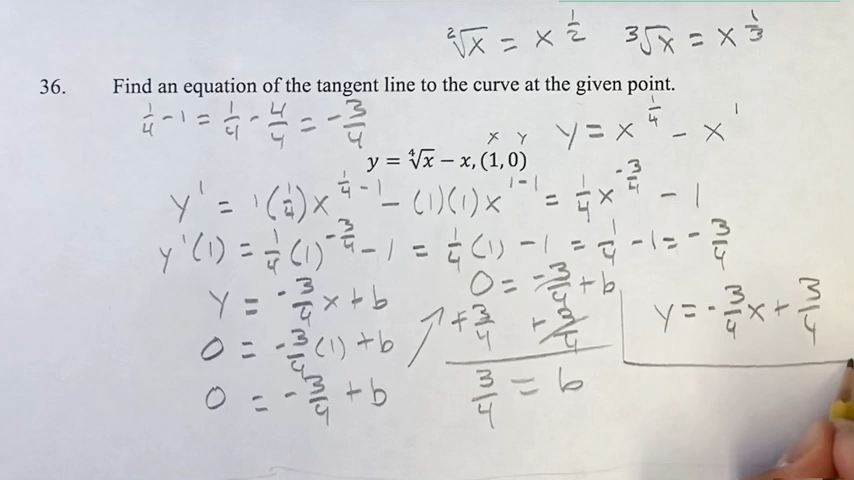 ²√x = x^(1/2) ³√x = x^(1/3)
36. Find an equation of the tangent line to the curve at the given point.
1/4 - 1 = 1/4 - 4/4 = -3/4
y = x^(1/4) - x^1
x y
y = ⁴√x − x, (1, 0)
y' = 1(1/4)x^(1/4 - 1) - (1)(1)x^(1-1) = 1/4 x^(-3/4) - 1
y'(1) = 1/4 (1)^(-3/4) - 1 = 1/4 (1) - 1 = 1/4 - 1 = -3/4
y = -3/4 x + b
0 = -3/4 (1) + b
0 = -3/4 + b
0 = -3/4 + b
+3/4 +3/4
3/4 = b
y = -3/4 x + 3/4